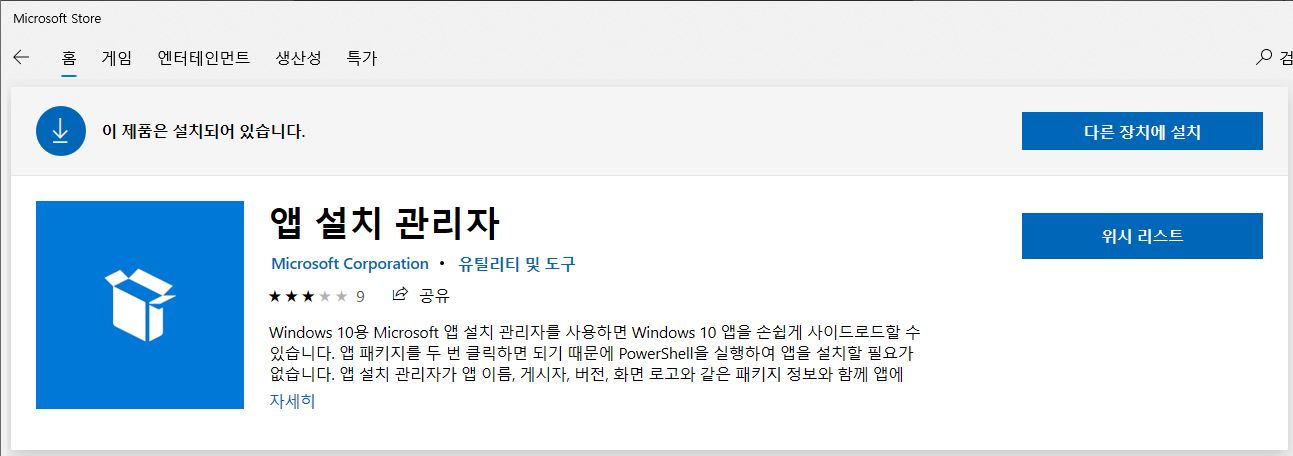 Microsoft Store
홈 게임 엔터테인먼트 생산성 특가
검
이 제품은 설치되어 있습니다.
다른 장치에 설치
앱 설치 관리자
위시 리스트
Microsoft Corporation • 유틸리티 및 도구
9 공유
Windows 10용 Microsoft 앱 설치 관리자를 사용하면 Windows 10 앱을 손쉽게 사이드로드할 수
있습니다. 앱 패키지를 두 번 클릭하면 되기 때문에 PowerShell을 실행하여 앱을 설치할 필요가
없습니다. 앱 설치 관리자가 앱 이름, 게시자, 버전, 화면 로고와 같은 패키지 정보와 함께 앱에
자세히